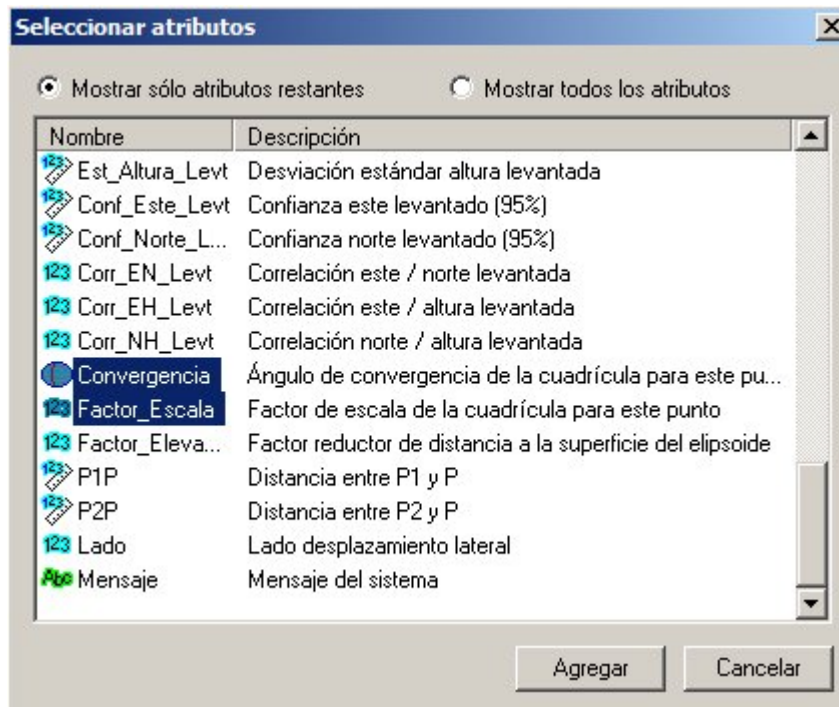 Seleccionar atributos
Mostrar sólo atributos restantes Mostrar todos los atributos
Nombre Descripción
123 Est_Altura_Levt Desviación estándar altura levantada
123 Conf_Este_Levt Confianza este levantado (95%)
123 Conf_Norte_L... Confianza norte levantado (95%)
123 Corr_EN_Levt Correlación este / norte levantada
123 Corr_EH_Levt Correlación este / altura levantada
123 Corr_NH_Levt Correlación norte / altura levantada
Convergencia Ángulo de convergencia de la cuadrícula para este pu...
123 Factor_Escala Factor de escala de la cuadrícula para este punto
123 Factor_Eleva... Factor reductor de distancia a la superficie del elipsoide
123 P1P Distancia entre P1 y P
123 P2P Distancia entre P2 y P
123 Lado Lado desplazamiento lateral
Abc Mensaje Mensaje del sistema
Agregar Cancelar